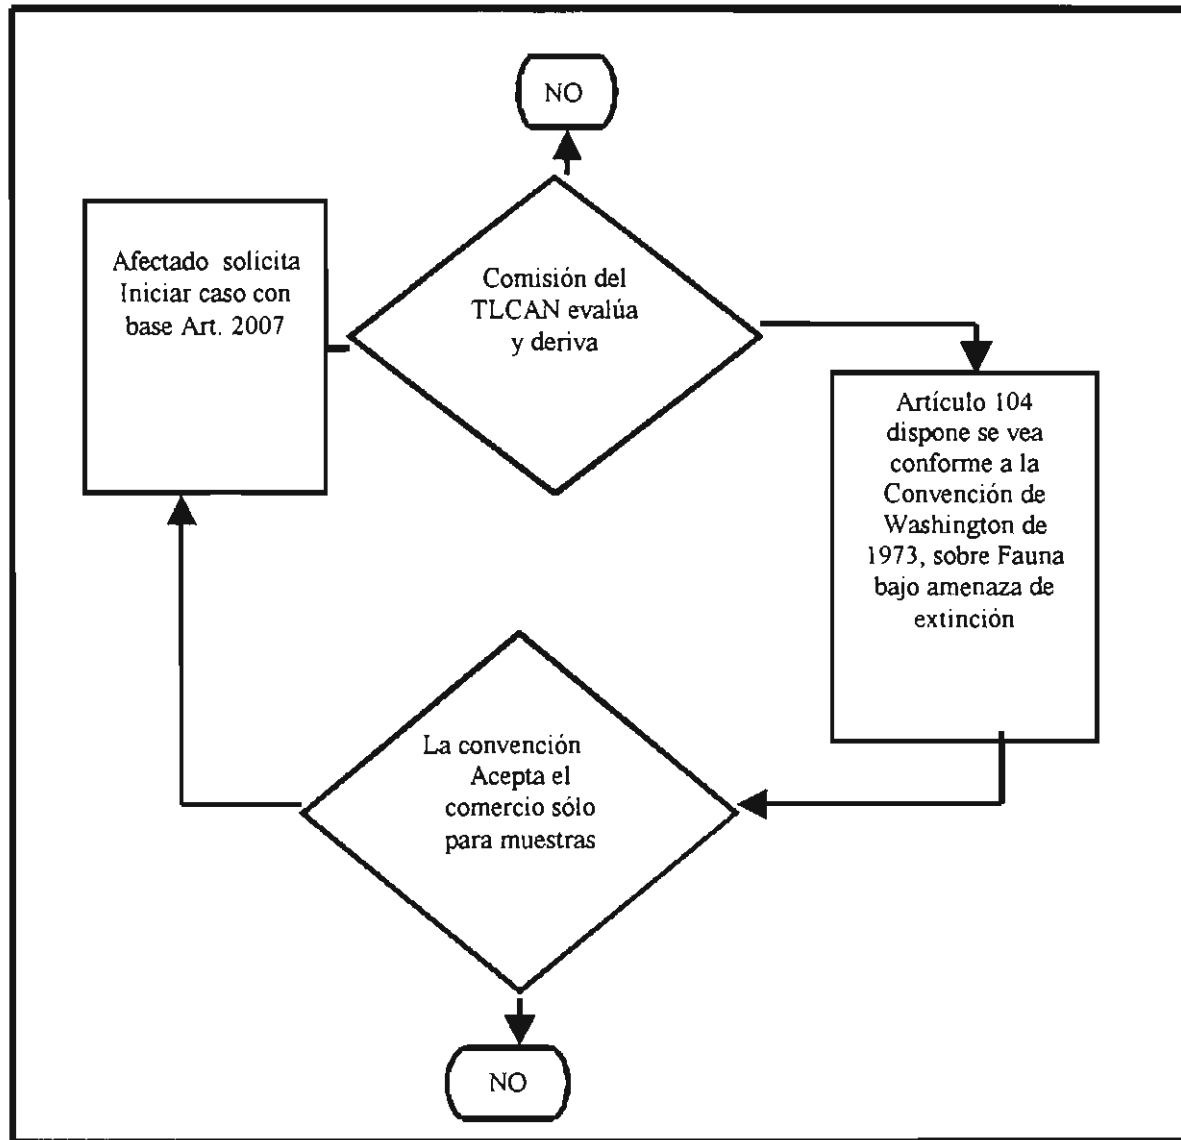 NO
Afectado solicita
Iniciar caso con
base Art. 2007
Comisión del
TLCAN evalúa
y deriva
Artículo 104
dispone se vea
conforme a la
Convención de
Washington de
1973, sobre Fauna
bajo amenaza de
extinción
La convención
Acepta el
comercio sólo
para muestras
NO